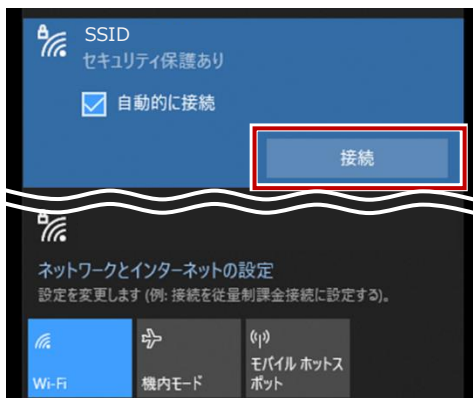 SSID
セキュリティ保護あり
自動的に接続
接続
ネットワークとインターネットの設定
設定を変更します (例: 接続を従量制課金接続に設定する)。
Wi-Fi
機内モード
モバイル ホットス
ポット